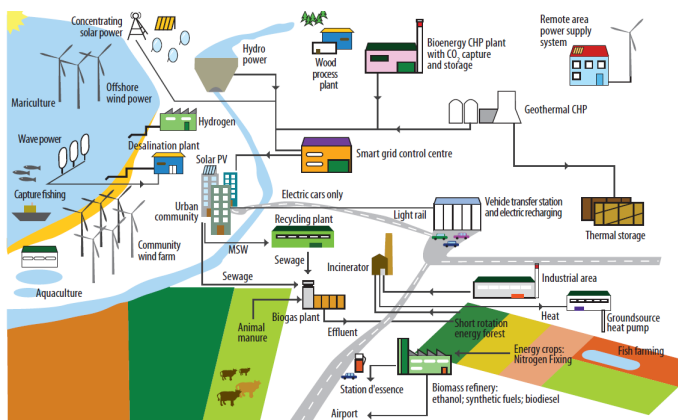 Concentrating
solar power
Hydro
power
Wood
process
plant
Bioenergy CHP plant
with CO2 capture
and storage
Remote area
power supply
system
Offshore
wind power
Mariculture
Hydrogen
Geothermal CHP
Wave power
Desalination plant
Solar PV
Smart grid control centre
Capture fishing
Urban
community
Electric cars only
Light rail
Vehicle transfer station
and electric recharging
Thermal storage
Recycling plant
Community
wind farm
MSW
Sewage
Incinerator
Industrial area
Aquaculture
Sewage
Heat
Groundsource
heat pump
Animal
manure
Biogas plant
Effluent
Short rotation
energy forest
Energy crops:
Nitrogen Fixing
Fish farming
Station d'essence
Biomass refinery:
ethanol; synthetic fuels; biodiesel
Airport